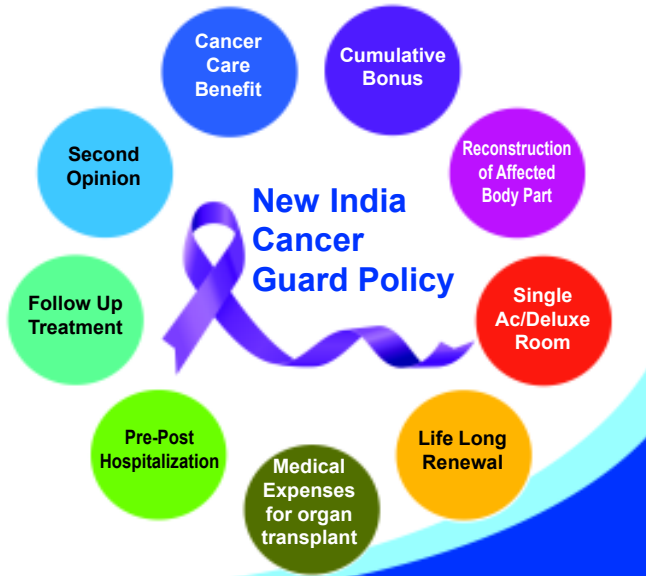 Cancer
Care
Benefit
Cumulative
Bonus
Second
Opinion
Reconstruction
of Affected
Body Part
New India
Cancer
Guard Policy
Follow Up
Treatment
Single
Ac/Deluxe
Room
Pre-Post
Hospitalization
Life Long
Renewal
Medical
Expenses
for organ
transplant